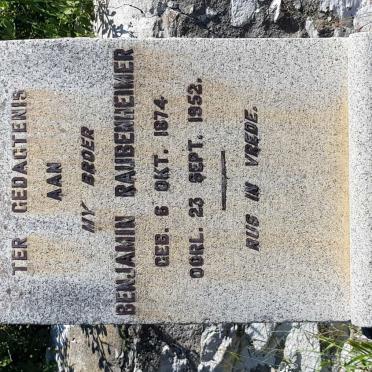 TER GEDAGTENIS
AAN
MY BROER
BENJAMIN RAUBENHEIMER
GEB. 6 OKT. 1874
OORL. 23 SEPT. 1952.
RUS IN VREDE.